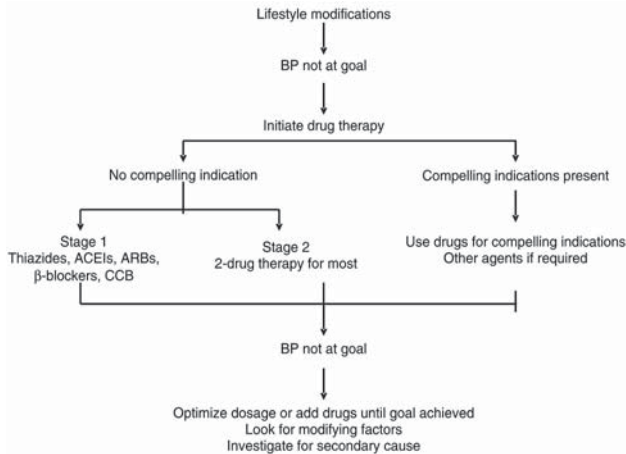 Lifestyle modifications
BP not at goal
Initiate drug therapy
No compelling indication
Compelling indications present
Stage 1
Thiazides, ACEIs, ARBs,
β-blockers, CCB
Stage 2
2-drug therapy for most
Use drugs for compelling indications
Other agents if required
BP not at goal
Optimize dosage or add drugs until goal achieved
Look for modifying factors
Investigate for secondary cause